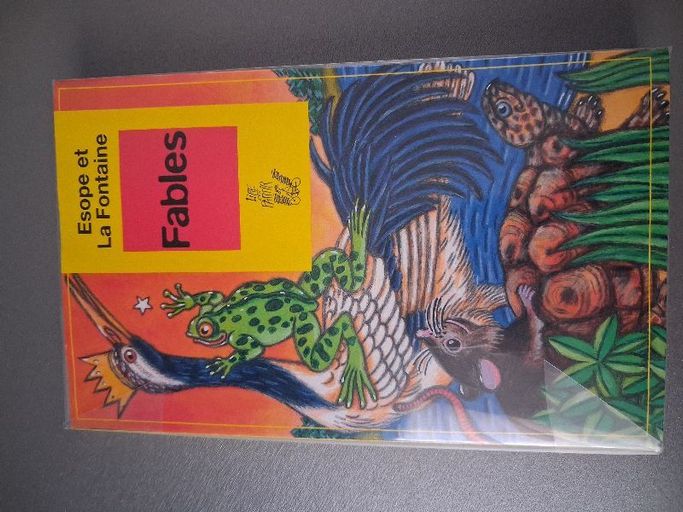 Esope et
La Fontaine
Fables